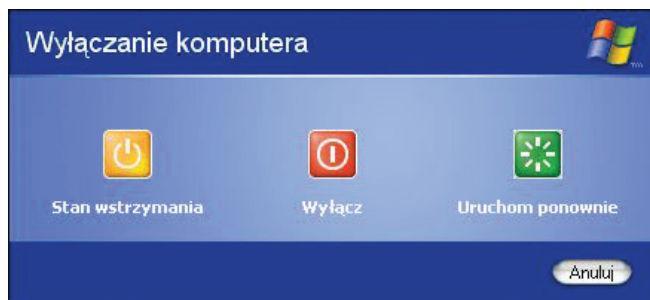 Wyłączanie komputera
Stan wstrzymania Wyłącz Uruchom ponownie
Anuluj